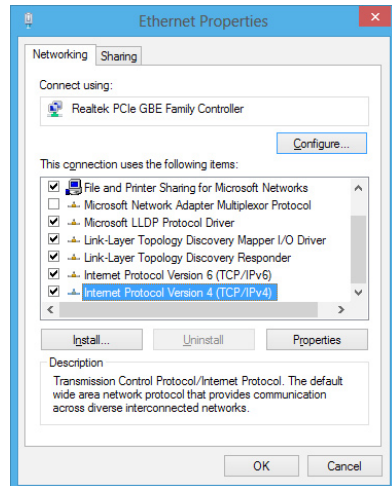 Ethernet Properties
Networking
Sharing
Connect using:
Realtek PCIe GBE Family Controller
Configure...
This connection uses the following items:
File and Printer Sharing for Microsoft Networks
Microsoft Network Adapter Multiplexor Protocol
Microsoft LLDP Protocol Driver
Link-Layer Topology Discovery Mapper I/O Driver
Link-Layer Topology Discovery Responder
Internet Protocol Version 6 (TCP/IPv6)
Internet Protocol Version 4 (TCP/IPv4)
Install...
Uninstall
Properties
Description
Transmission Control Protocol/Internet Protocol. The default
wide area network protocol that provides communication
across diverse interconnected networks.
OK
Cancel